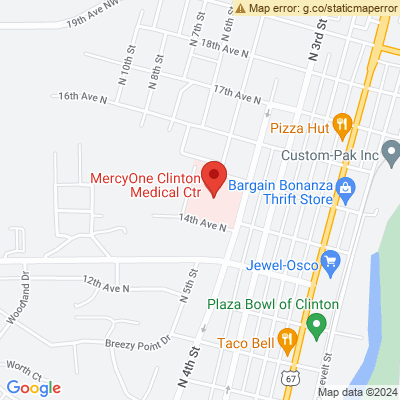 Map error: g.co/staticmaperror
19th Ave NW
N 7th St
N 6th St
18th Ave N
N 3rd St
N 10th St
N 8th St
17th Ave N
16th Ave N
Pizza Hut
Custom-Pak Inc
MercyOne Clinton
Medical Ctr
Bargain Bonanza
Thrift Store
14th Ave N
Jewel-Osco
Woodland Dr
12th Ave N
N 5th St
Plaza Bowl of Clinton
Breezy Point Dr
Taco Bell
N 4th St
Worth Ct
67
Google
Map data ©2024